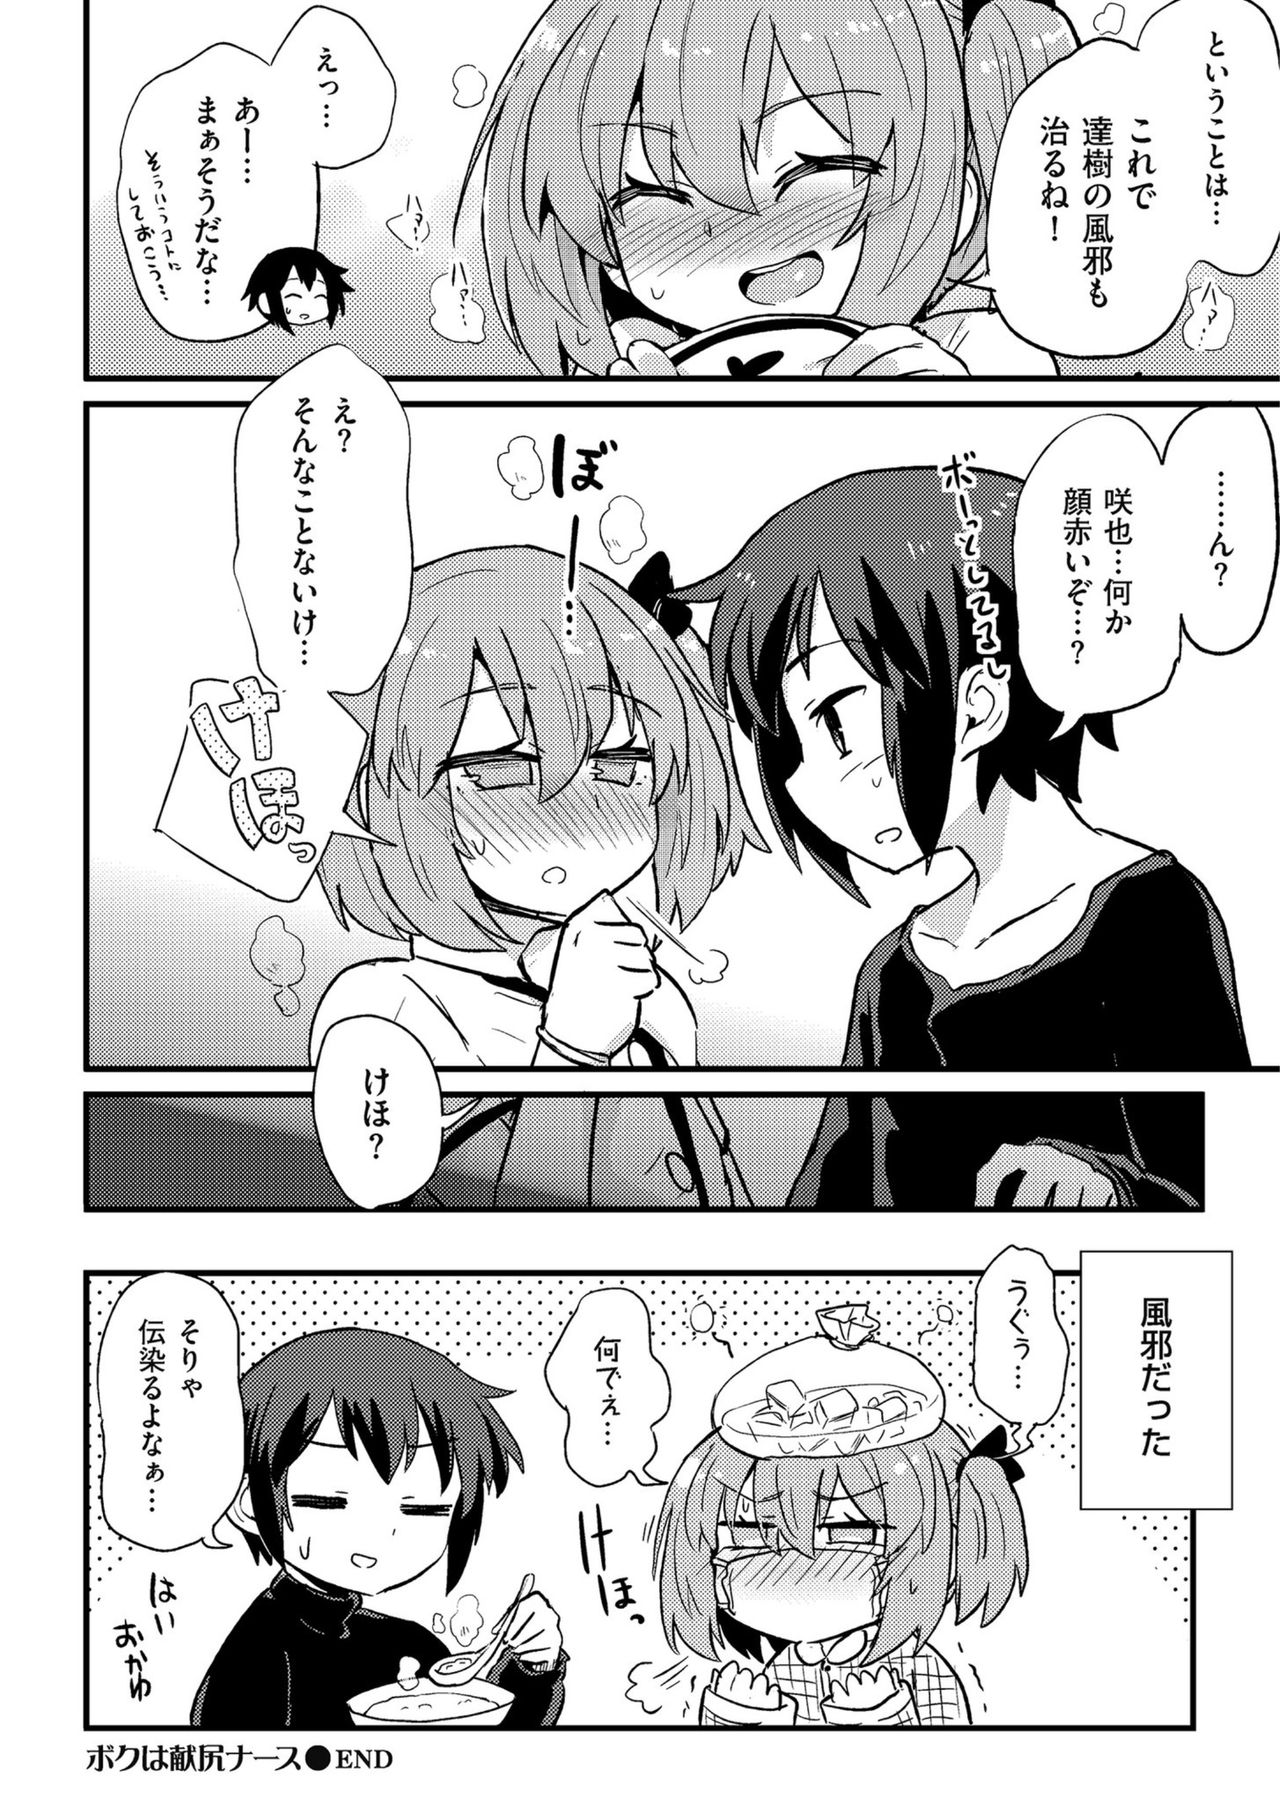 ということは…
これで
達樹の風邪も
治るね！
ハァ…
ハァ…
ハァ…
えっ…
あー…
まぁそうだな…
そういうコトに
しておこう…
……ん？
咲也…何か
顔赤いぞ…？
ボーっとしてるし
ぼー…
え？
そんなことないけ…
けほっ
けほ？
風邪だった
うぐぅ…
何でぇ…
けほっ
そりゃ
伝染るよなぁ…
はい
おかゆ
ボクは献尻ナース●END